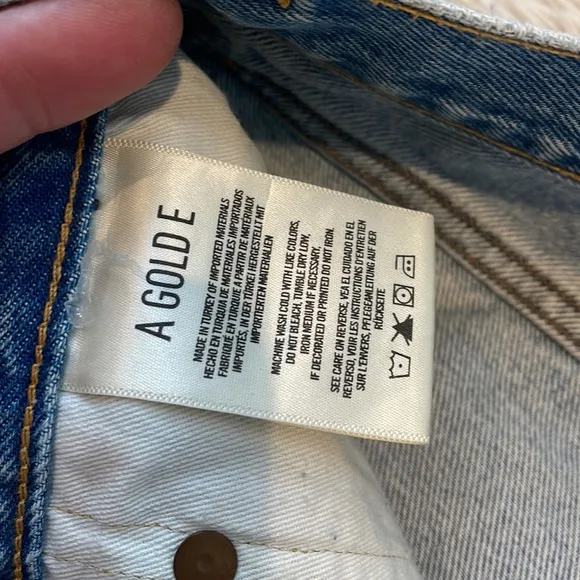 A GOLD E
MADE IN TURKEY OF IMPORTED MATERIALS
HECHO EN TURQUIA DE MATERIALES IMPORTADOS
FABRIQUE EN TURQUIE A PARTIR DE MATERIAUX
IMPORTES, IN DER TÜRKEI HERGESTELLT MIT
IMPORTIERTEN MATERIALIEN
MACHINE WASH COLD WITH LIKE COLORS,
DO NOT BLEACH, TUMBLE DRY LOW,
IRON MEDIUM IF NECESSARY,
IF DECORATED OR PRINTED DO NOT IRON.
SEE CARE ON REVERSE, VEA EL CUIDADO EN EL
REVERSO, VOIR LES INSTRUCTIONS D'ENTRETIEN
SUR L'ENVERS, PFLEGEANLEITUNG AUF DER
RÜCKSEITE